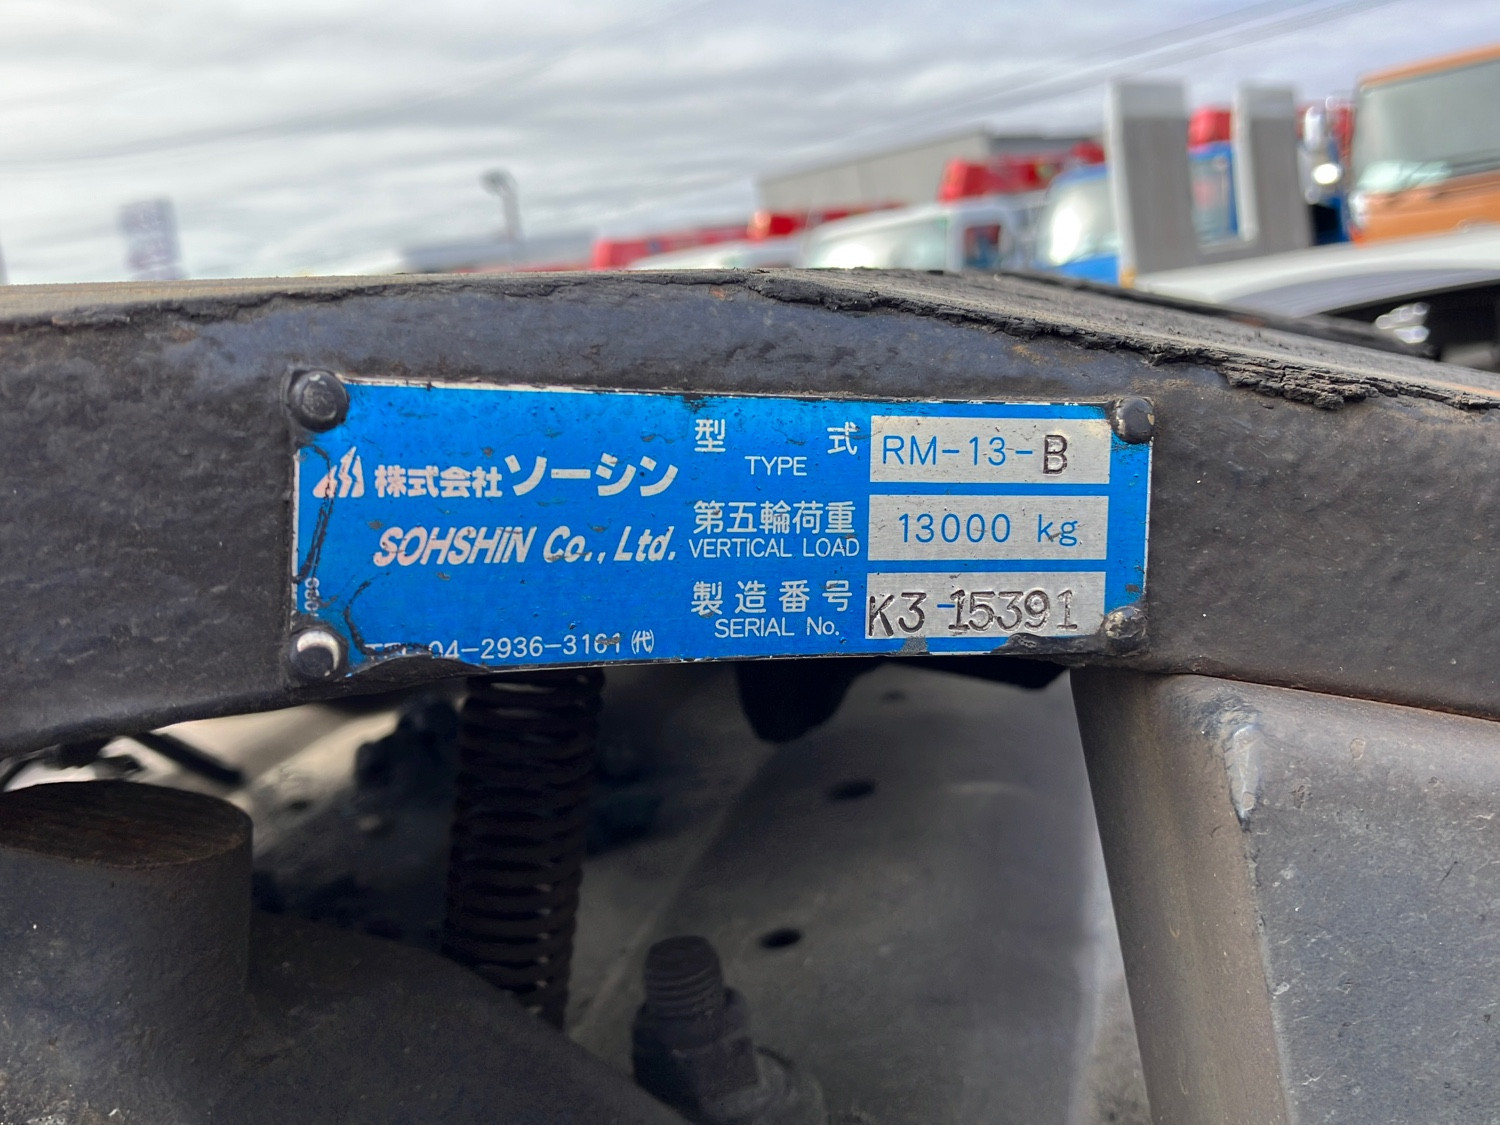 株式会社ソーシン
SOHSHiN Co., Ltd.
04-2936-3161 ㈹
型 式 RM-13-B
TYPE
第五輪荷重 13000 kg
VERTICAL LOAD
製造番号 K3-15391
SERIAL No.